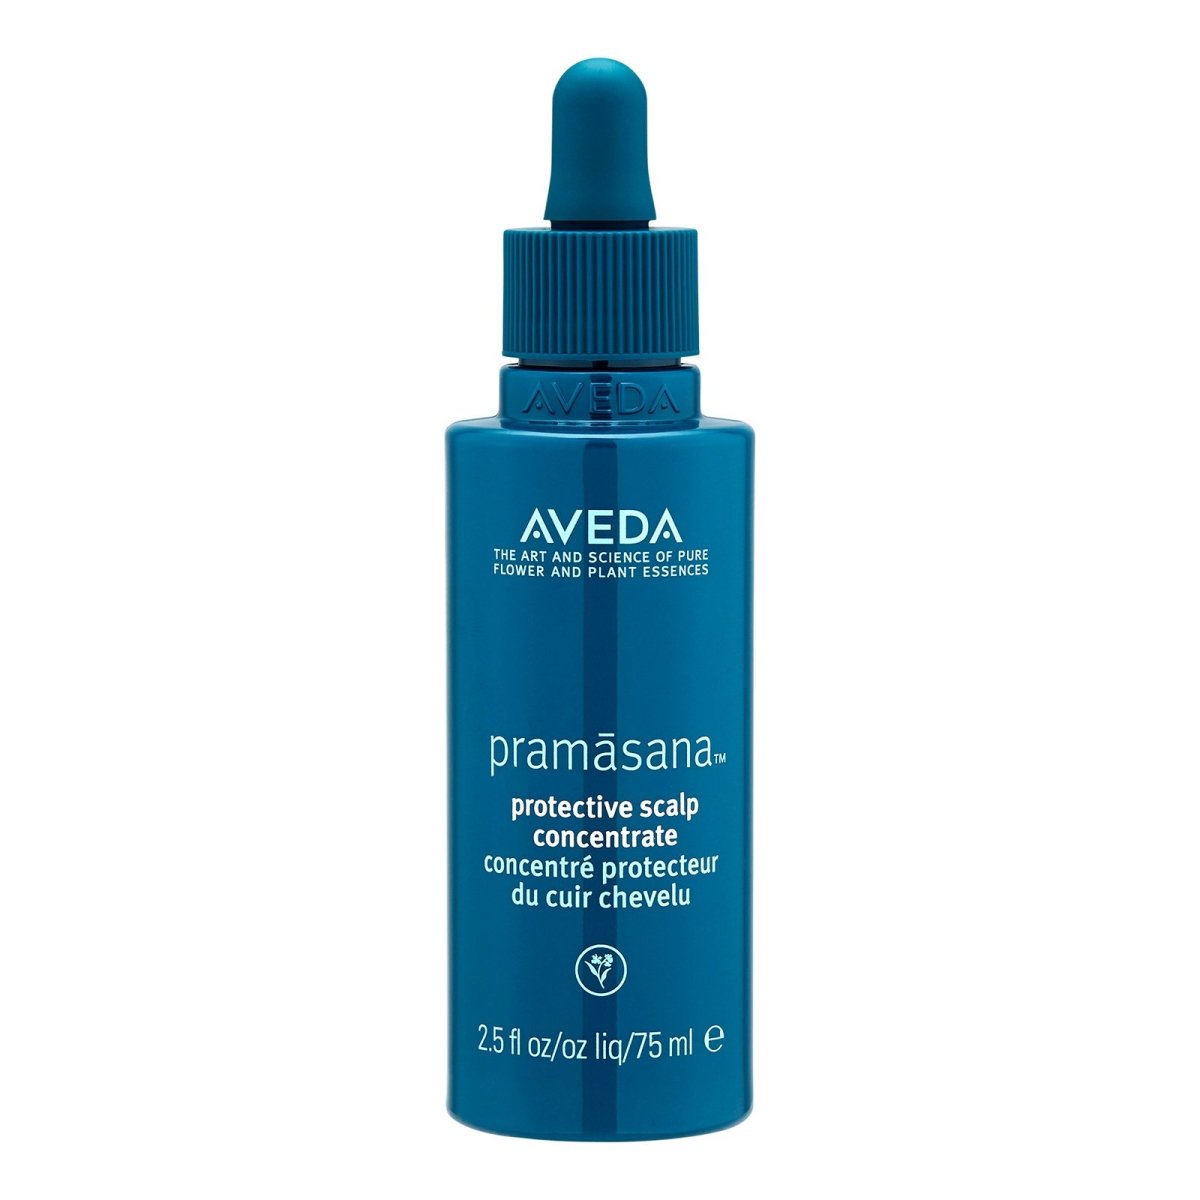 AVEDA
AVEDA
THE ART AND SCIENCE OF PURE
FLOWER AND PLANT ESSENCES
pramāsana™
protective scalp
concentrate
concentré protecteur
du cuir chevelu
2.5 fl oz/oz liq/75 ml ℮